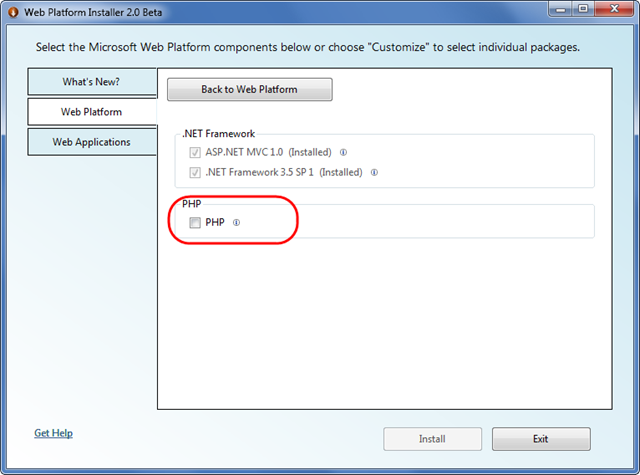 Web Platform Installer 2.0 Beta
Select the Microsoft Web Platform components below or choose "Customize" to select individual packages.
What's New?
Web Platform
Web Applications
Back to Web Platform
.NET Framework
ASP.NET MVC 1.0 (Installed)
.NET Framework 3.5 SP 1 (Installed)
PHP
PHP
Get Help
Install
Exit